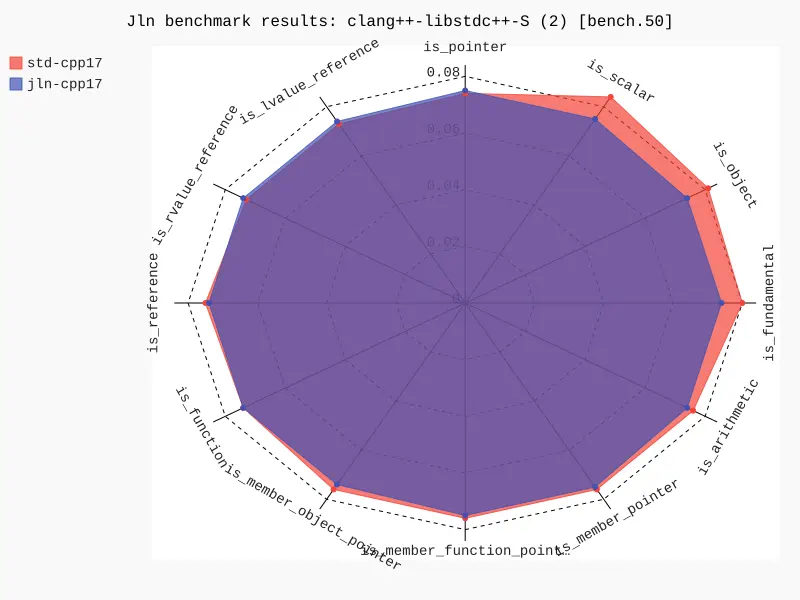 Jln benchmark results: clang++-libstdc++-S (2) [bench.50]
std-cpp17
jln-cpp17
is_pointer
is_scalar
is_object
is_fundamental
is_arithmetic
is_member_pointer
is_member_function_point…
is_member_object_pointer
is_function
is_reference
is_rvalue_reference
is_lvalue_reference
0.08
0.06
0.04
0.02
0